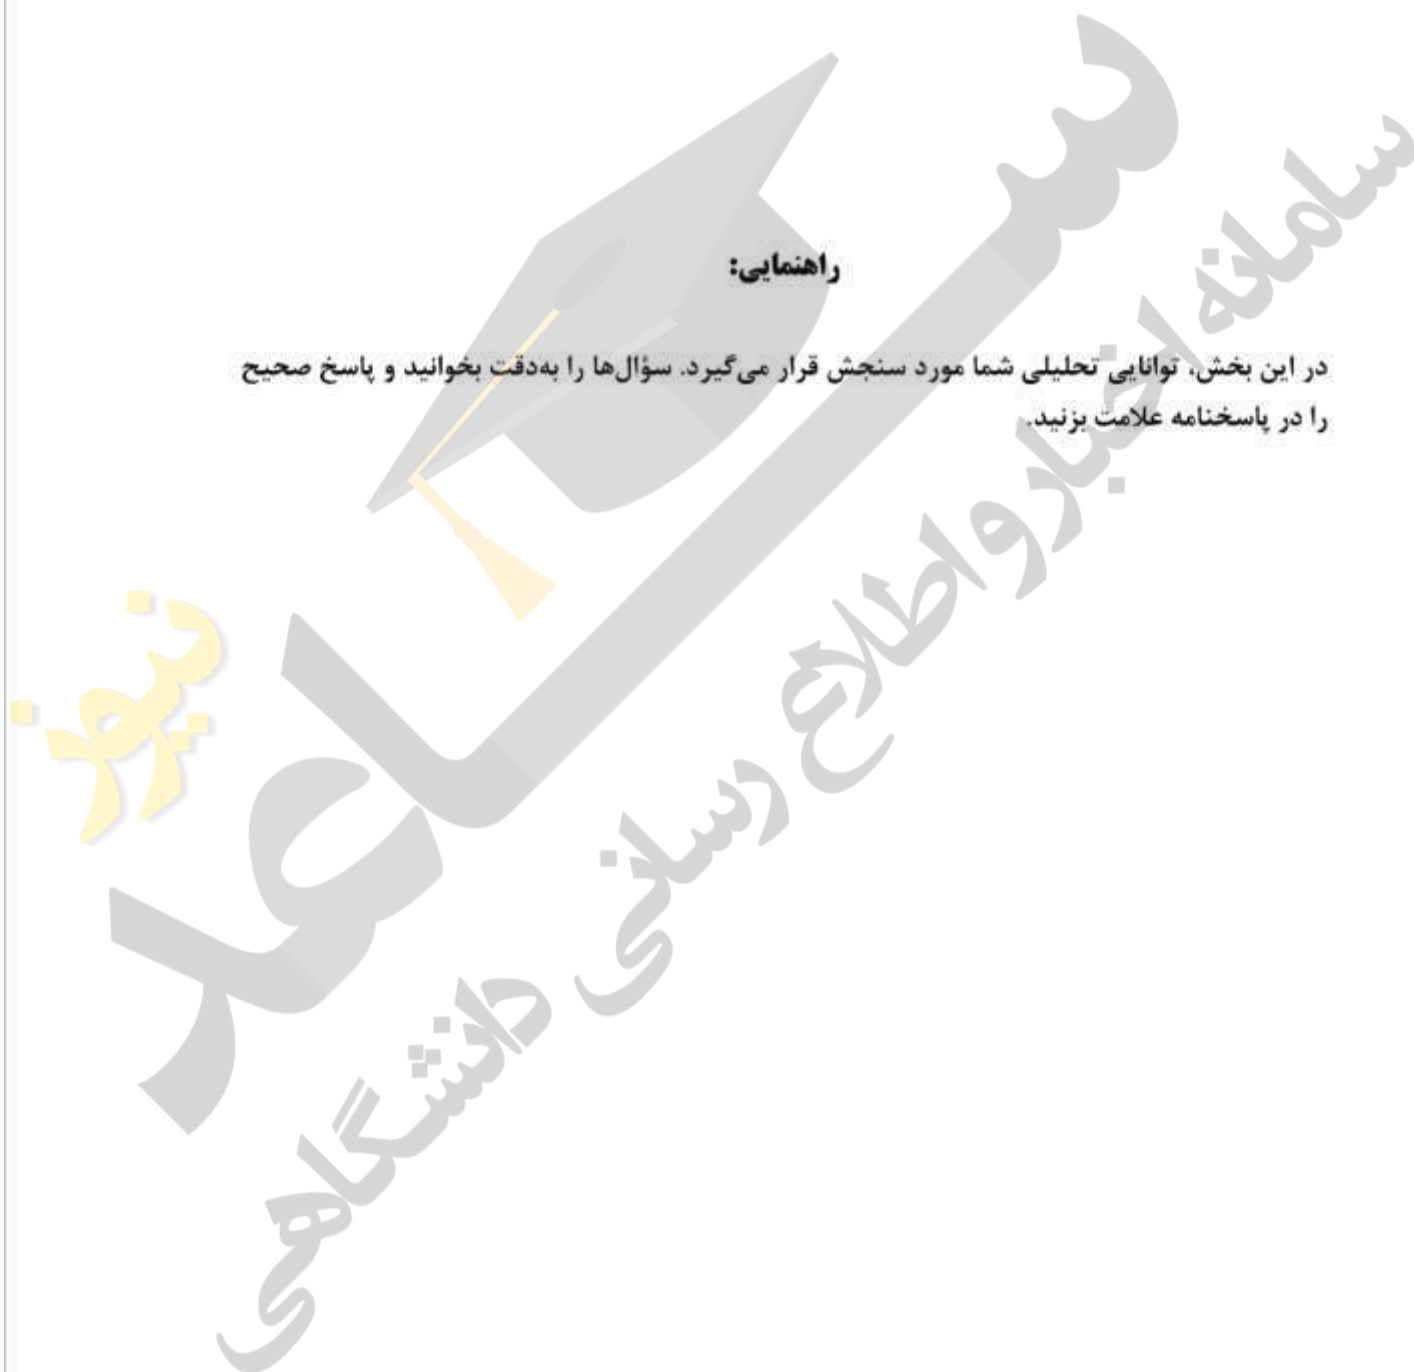 راهنمایی:
در این بخش، توانایی تحلیلی شما مورد سنجش قرار می‌گیرد. سؤال‌ها را به‌دقت بخوانید و پاسخ صحیح
را در پاسخنامه علامت بزنید.
ساعد
نیوز
سامانه اخبار و اطلاع رسانی دانشگاهی